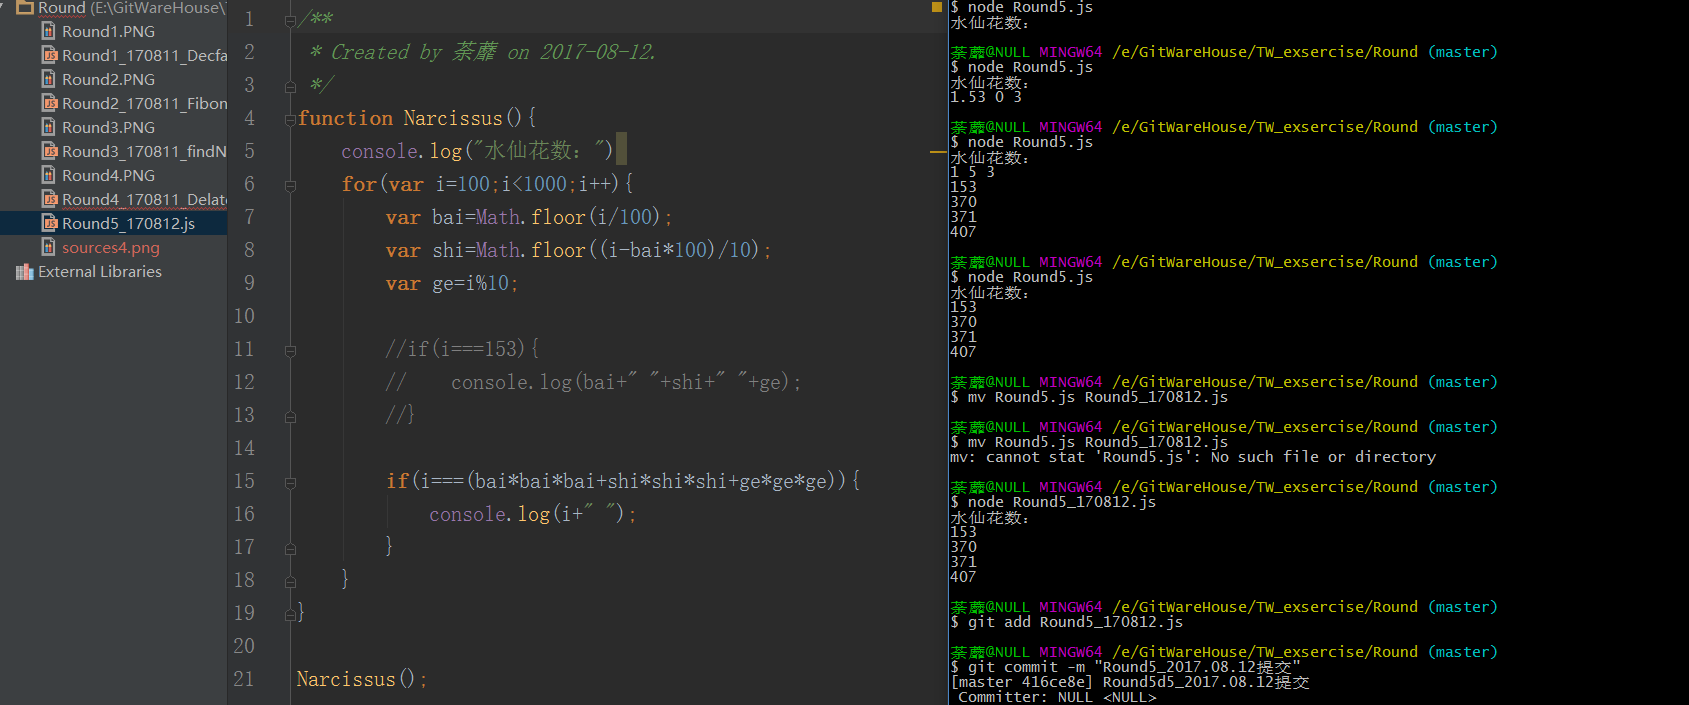 Round (E:\GitWareHouse\
Round1.PNG
Round1_170811_Decfa
Round2.PNG
Round2_170811_Fibon
Round3.PNG
Round3_170811_findN
Round4.PNG
Round4_170811_Delat
Round5_170812.js
sources4.png
External Libraries
1 /**
2 * Created by 荼蘼 on 2017-08-12.
3 */
4 function Narcissus(){
5 console.log("水仙花数：")
6 for(var i=100;i<1000;i++){
7 var bai=Math.floor(i/100);
8 var shi=Math.floor((i-bai*100)/10);
9 var ge=i%10;
10
11 //if(i===153){
12 // console.log(bai+" "+shi+" "+ge);
13 //}
14
15 if(i===(bai*bai*bai+shi*shi*shi+ge*ge*ge)){
16 console.log(i+" ");
17 }
18 }
19 }
20
21 Narcissus();
$ node Round5.js
水仙花数：
荼蘼@NULL MINGW64 /e/GitWareHouse/TW_exsercise/Round (master)
$ node Round5.js
水仙花数：
1.53 0 3
荼蘼@NULL MINGW64 /e/GitWareHouse/TW_exsercise/Round (master)
$ node Round5.js
水仙花数：
1 5 3
153
370
371
407
荼蘼@NULL MINGW64 /e/GitWareHouse/TW_exsercise/Round (master)
$ node Round5.js
水仙花数：
153
370
371
407
荼蘼@NULL MINGW64 /e/GitWareHouse/TW_exsercise/Round (master)
$ mv Round5.js Round5_170812.js
荼蘼@NULL MINGW64 /e/GitWareHouse/TW_exsercise/Round (master)
$ mv Round5.js Round5_170812.js
mv: cannot stat 'Round5.js': No such file or directory
荼蘼@NULL MINGW64 /e/GitWareHouse/TW_exsercise/Round (master)
$ node Round5_170812.js
水仙花数：
153
370
371
407
荼蘼@NULL MINGW64 /e/GitWareHouse/TW_exsercise/Round (master)
$ git add Round5_170812.js
荼蘼@NULL MINGW64 /e/GitWareHouse/TW_exsercise/Round (master)
$ git commit -m "Round5_2017.08.12提交"
[master 416ce8e] Round5d5_2017.08.12提交
Committer: NULL <NULL>